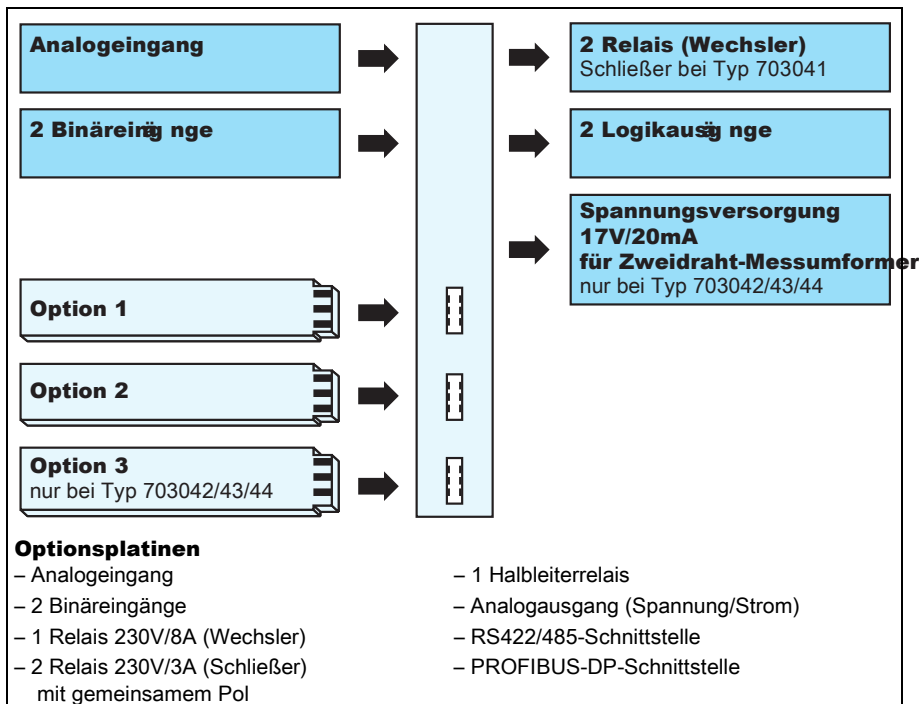 Analogeingang
2 Binäreingänge
Option 1
Option 2
Option 3
nur bei Typ 703042/43/44
2 Relais (Wechsler)
Schließer bei Typ 703041
2 Logikausgänge
Spannungsversorgung
17V/20mA
für Zweidraht-Messumformer
nur bei Typ 703042/43/44
Optionsplatinen
– Analogeingang
– 2 Binäreingänge
– 1 Relais 230V/8A (Wechsler)
– 2 Relais 230V/3A (Schließer)
mit gemeinsamem Pol
– 1 Halbleiterrelais
– Analogausgang (Spannung/Strom)
– RS422/485-Schnittstelle
– PROFIBUS-DP-Schnittstelle